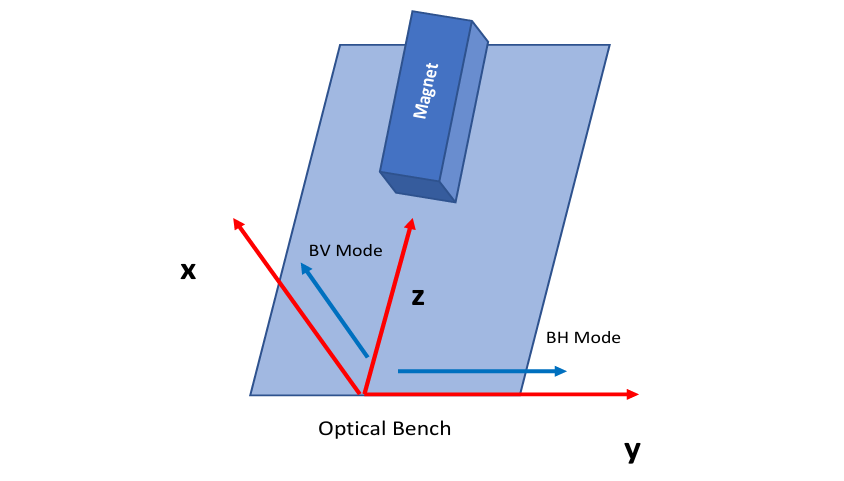 Magnet
BV Mode
x
z
BH Mode
Optical Bench
y